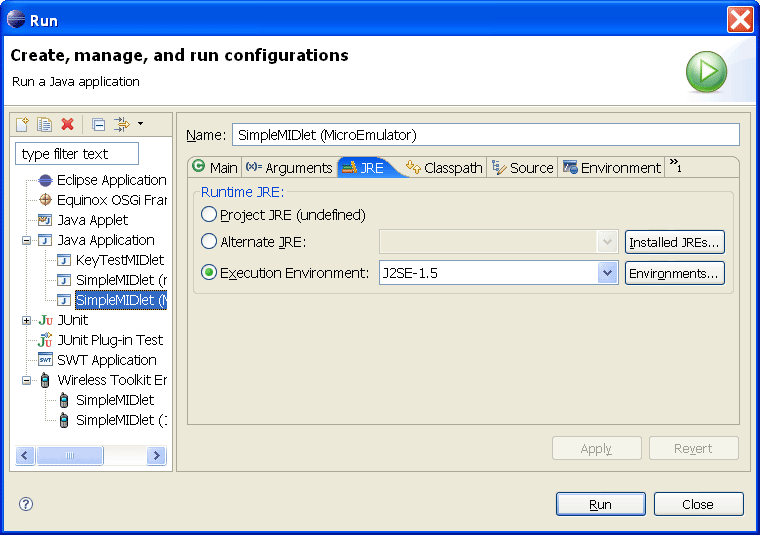 Run
Create, manage, and run configurations
Run a Java application
type filter text
Eclipse Application
Equinox OSGi Fran
Java Applet
Java Application
KeyTestMIDlet
SimpleMIDlet (r
SimpleMIDlet (M
JUnit
JUnit Plug-in Test
SWT Application
Wireless Toolkit En
SimpleMIDlet
SimpleMIDlet (1
Name: SimpleMIDlet (MicroEmulator)
Main (x)= Arguments JRE Classpath Source Environment »1
Runtime JRE:
Project JRE (undefined)
Alternate JRE: Installed JREs...
Execution Environment: J2SE-1.5 Environments...
Apply Revert
Run Close